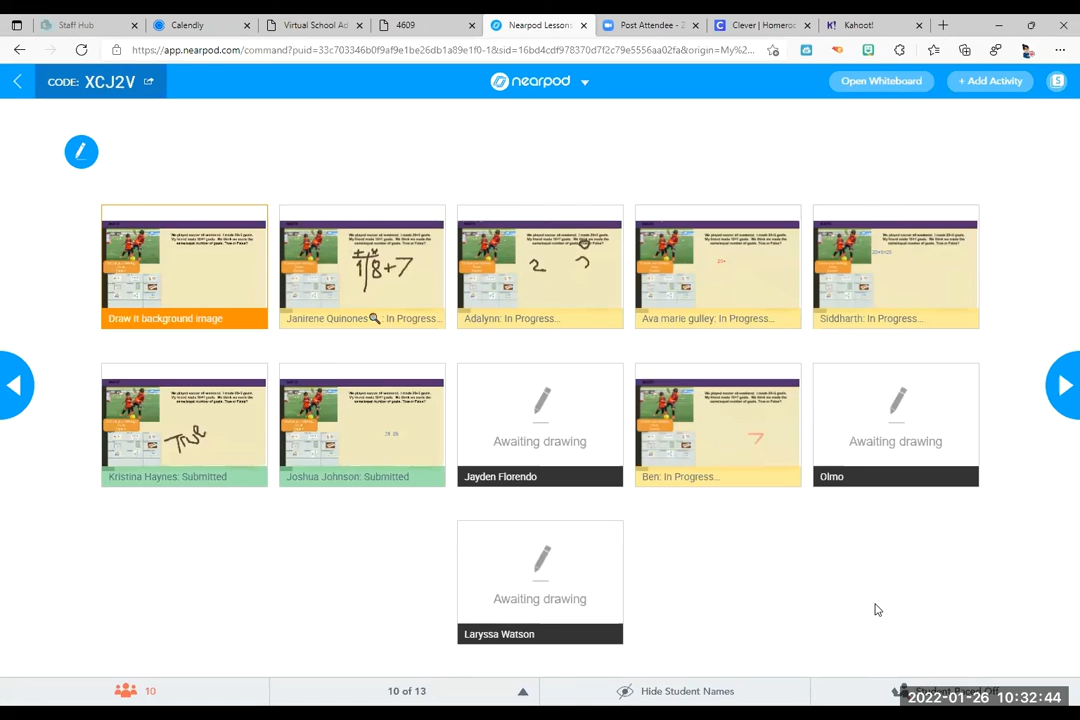 Staff Hub
Calendly
Virtual School Ad
4609
Nearpod Lessons
Post Attendee - Z
Clever | Homeroc
Kahoot!
https://app.nearpod.com/command?puid=33c703346b0f9af9e1be26db1a89e1f0-1&sid=16bd4cdf978370d7f2c79e5556aa02fa&origin=My%2...
CODE: XCJ2V
nearpod
Open Whiteboard
+ Add Activity
S
Draw It background image
18+7
Janirene Quinones : In Progress...
2
Adalynn: In Progress...
Ava marie gulley: In Progress...
Siddharth: In Progress...
True
Kristina Haynes: Submitted
Joshua Johnson: Submitted
Awaiting drawing
Jayden Florendo
7
Ben: In Progress...
Awaiting drawing
Olmo
Awaiting drawing
Laryssa Watson
10
10 of 13
Hide Student Names
2022-01-26 10:32:44